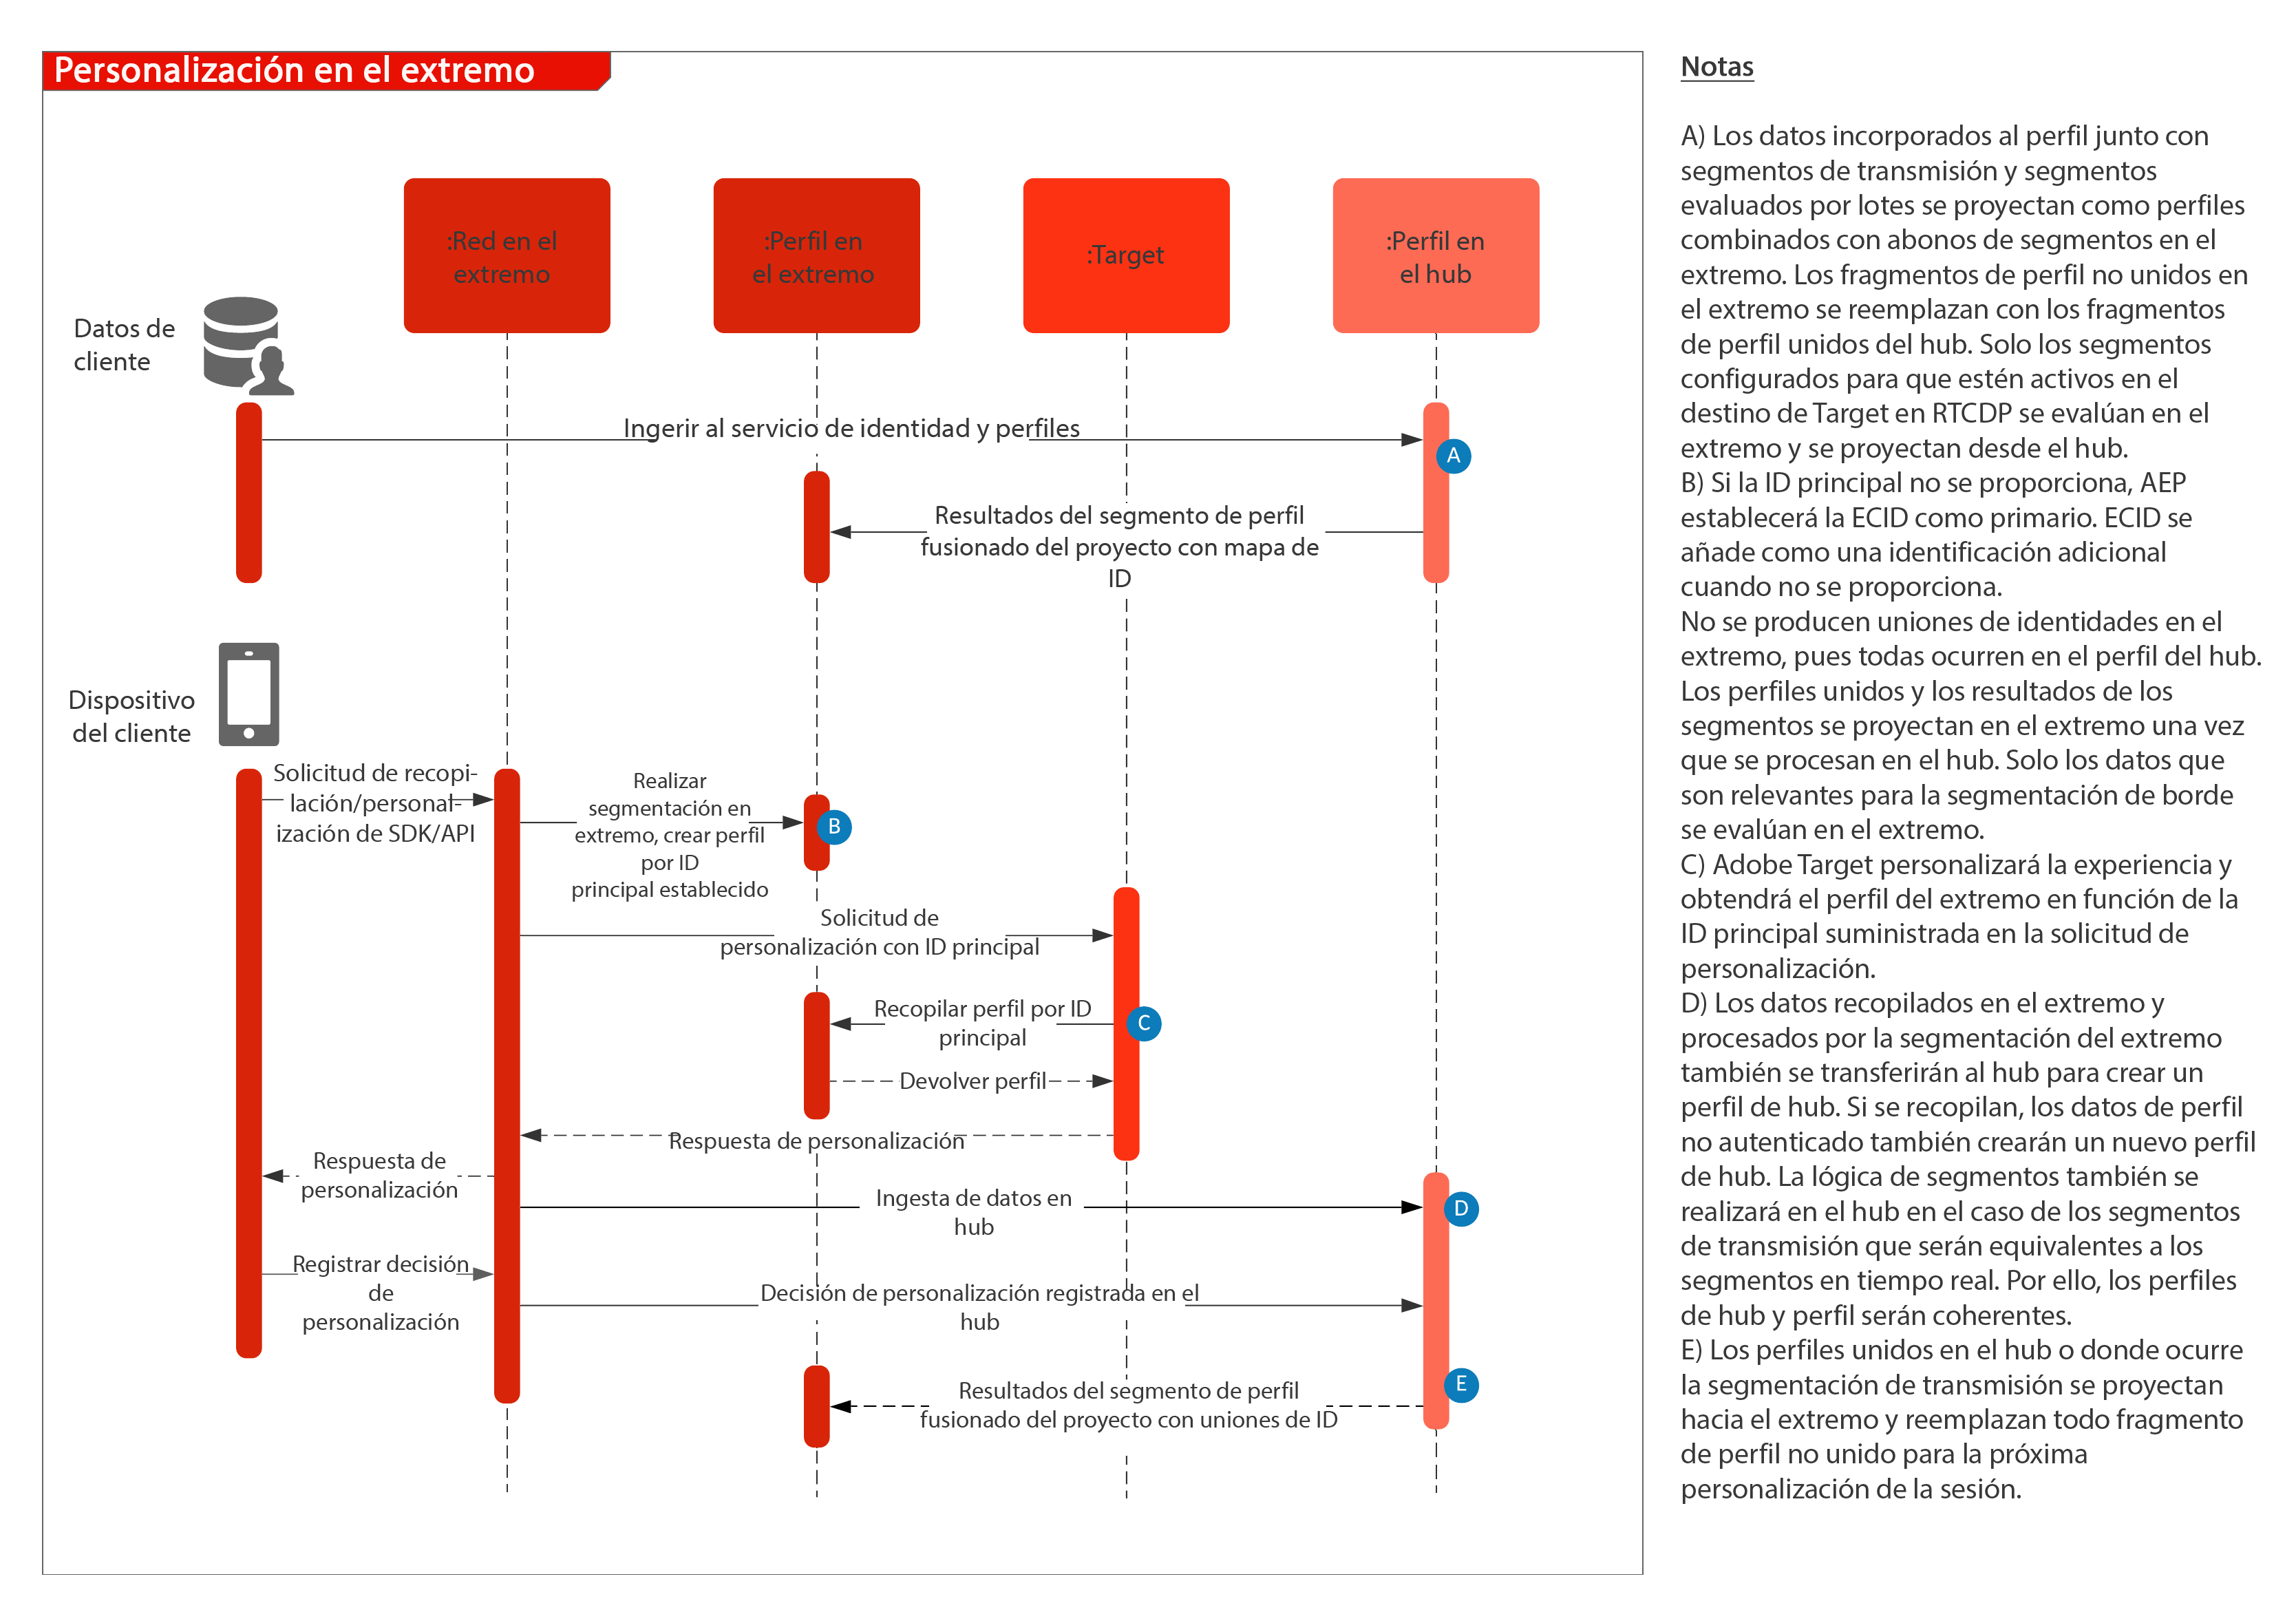 Personalización en el extremo
:Red en el
extremo
:Perfil en
el extremo
:Target
:Perfil en
el hub
Datos de
cliente
Ingerir al servicio de identidad y perfiles
A
Resultados del segmento de perfil
fusionado del proyecto con mapa de
ID
Dispositivo
del cliente
Solicitud de recopi-
lación/personal-
ización de SDK/API
Realizar
segmentación en
extremo, crear perfil
por ID
principal establecido
B
Solicitud de
personalización con ID principal
Recopilar perfil por ID
principal
C
Devolver perfil
Respuesta de personalización
Respuesta de
personalización
Ingesta de datos en
hub
D
Registrar decisión
de
personalización
Decisión de personalización registrada en el
hub
Resultados del segmento de perfil
fusionado del proyecto con uniones de ID
E
Notas
A) Los datos incorporados al perfil junto con
segmentos de transmisión y segmentos
evaluados por lotes se proyectan como perfiles
combinados con abonos de segmentos en el
extremo. Los fragmentos de perfil no unidos en
el extremo se reemplazan con los fragmentos
de perfil unidos del hub. Solo los segmentos
configurados para que estén activos en el
destino de Target en RTCDP se evalúan en el
extremo y se proyectan desde el hub.
B) Si la ID principal no se proporciona, AEP
establecerá la ECID como primario. ECID se
añade como una identificación adicional
cuando no se proporciona.
No se producen uniones de identidades en el
extremo, pues todas ocurren en el perfil del hub.
Los perfiles unidos y los resultados de los
segmentos se proyectan en el extremo una vez
que se procesan en el hub. Solo los datos que
son relevantes para la segmentación de borde
se evalúan en el extremo.
C) Adobe Target personalizará la experiencia y
obtendrá el perfil del extremo en función de la
ID principal suministrada en la solicitud de
personalización.
D) Los datos recopilados en el extremo y
procesados por la segmentación del extremo
también se transferirán al hub para crear un
perfil de hub. Si se recopilan, los datos de perfil
no autenticado también crearán un nuevo perfil
de hub. La lógica de segmentos también se
realizará en el hub en el caso de los segmentos
de transmisión que serán equivalentes a los
segmentos en tiempo real. Por ello, los perfiles
de hub y perfil serán coherentes.
E) Los perfiles unidos en el hub o donde ocurre
la segmentación de transmisión se proyectan
hacia el extremo y reemplazan todo fragmento
de perfil no unido para la próxima
personalización de la sesión.